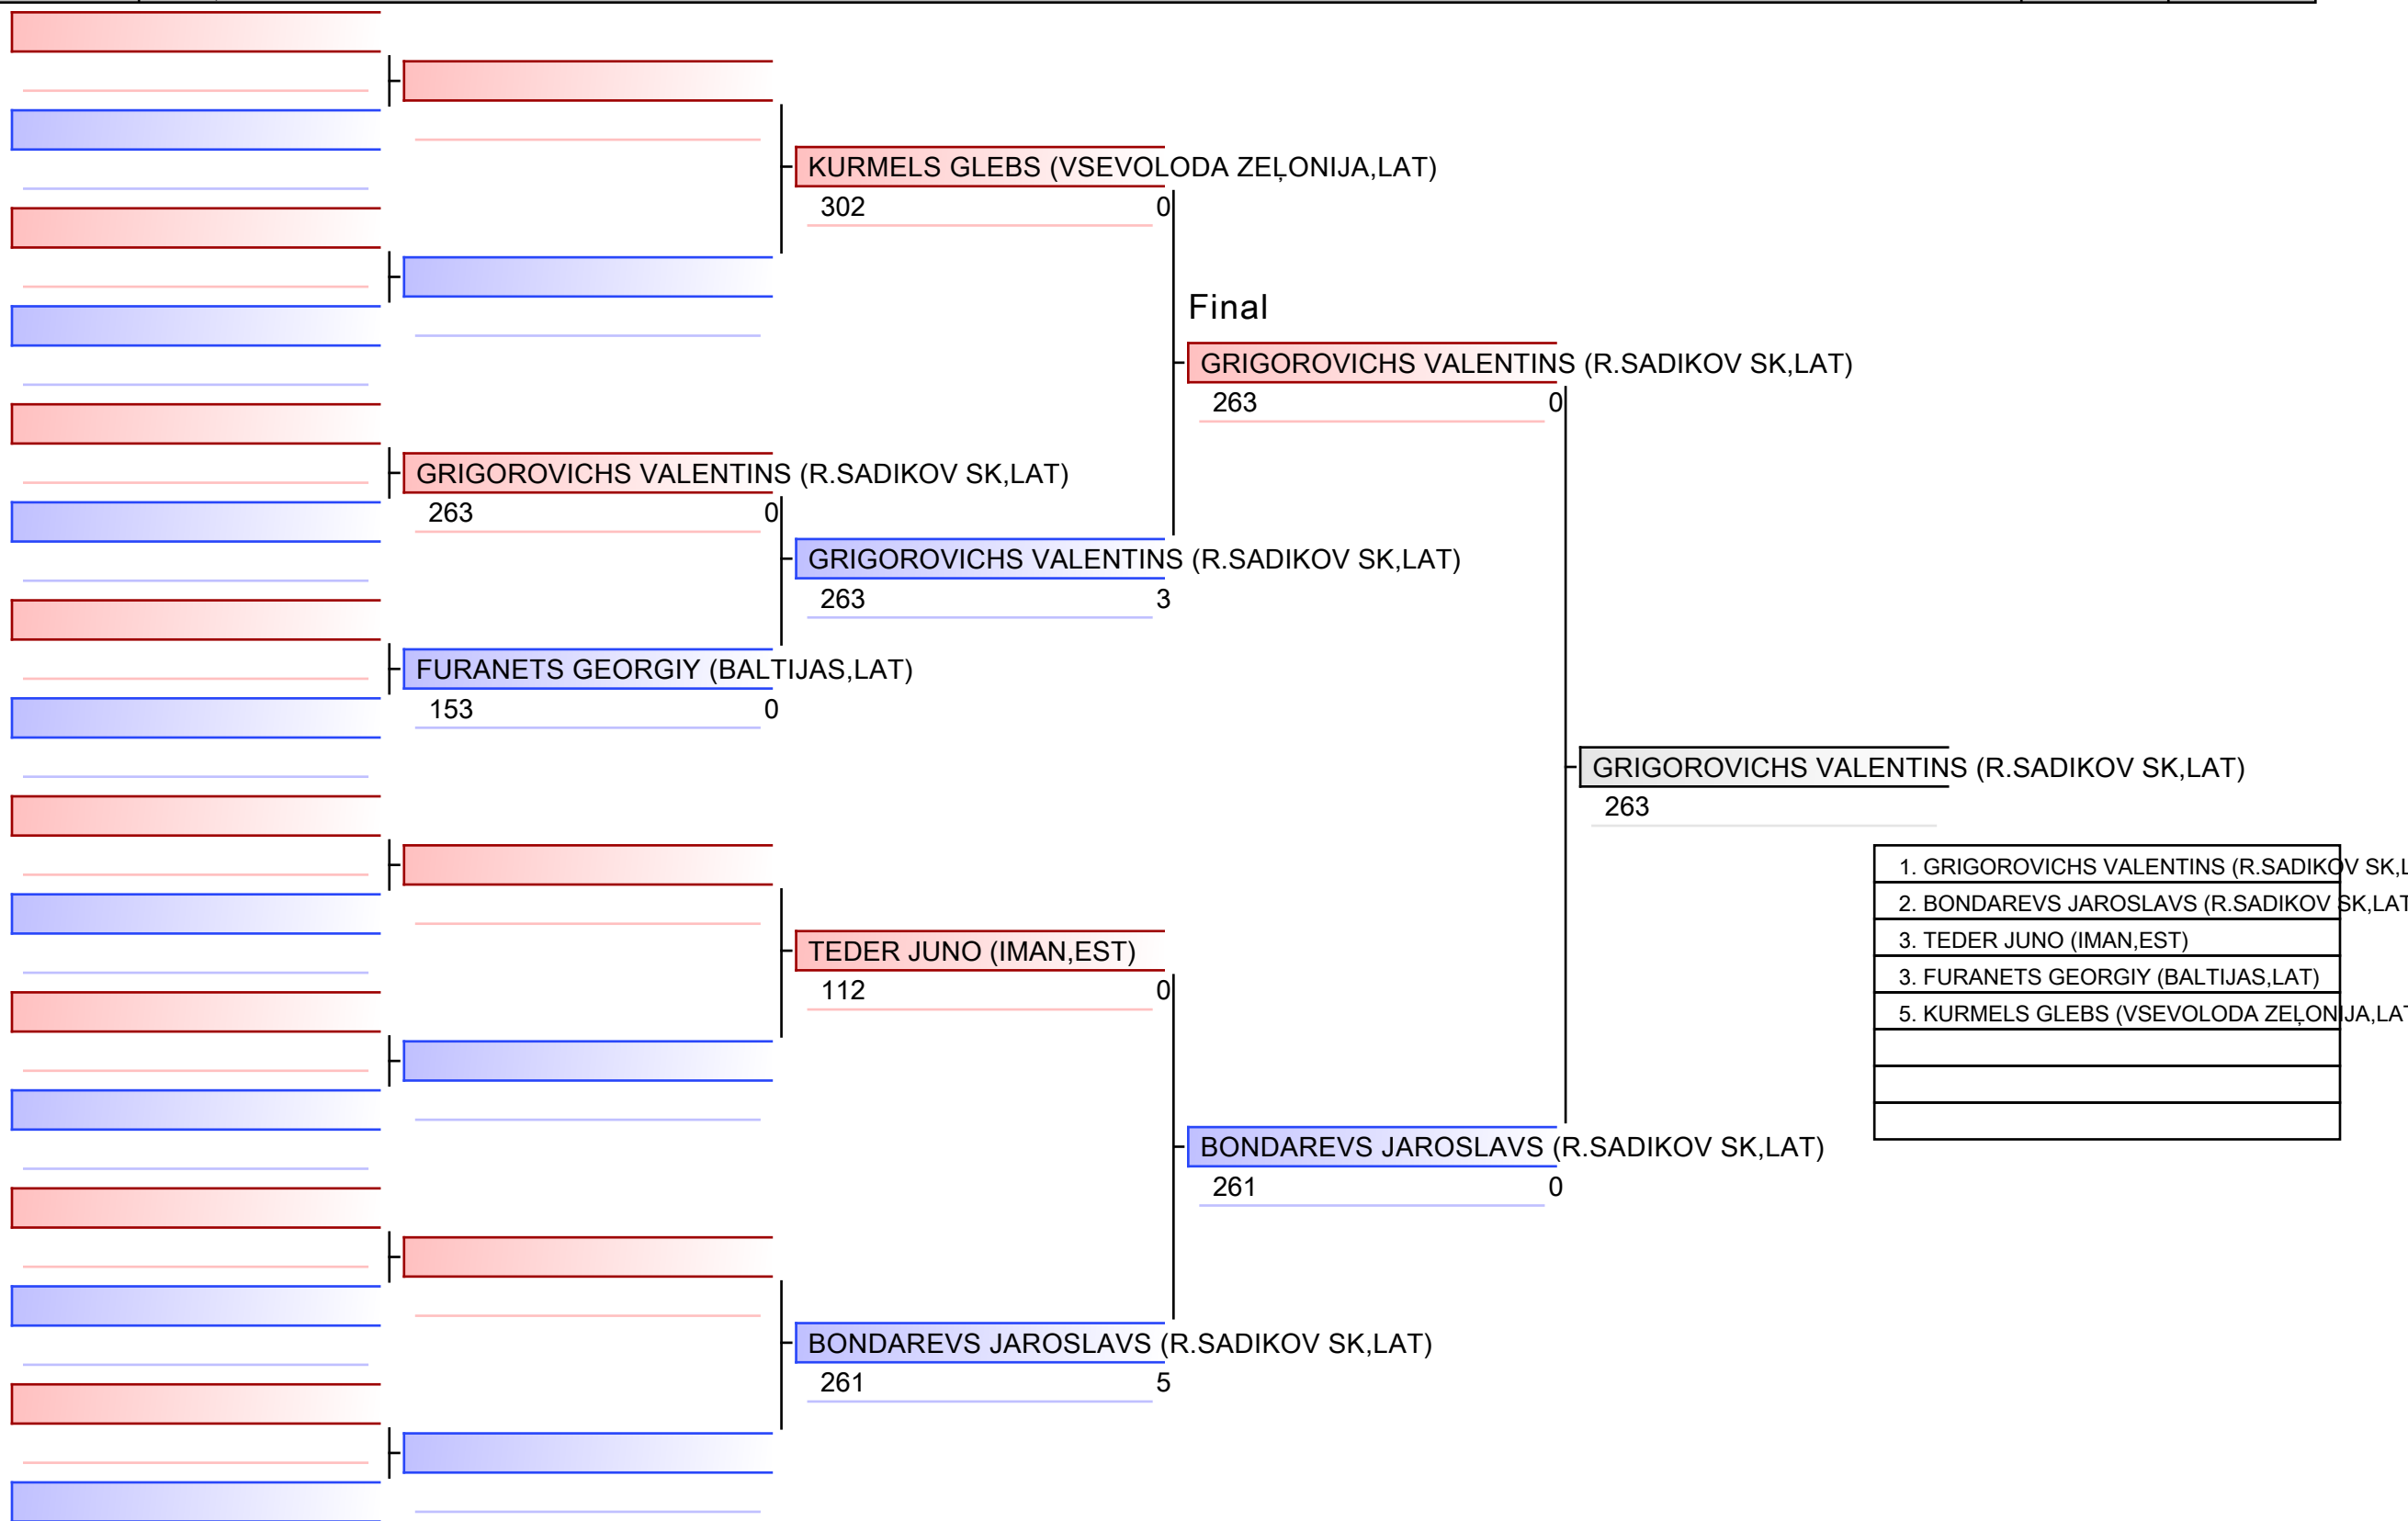 KURMELS GLEBS (VSEVOLODA ZEĻONIJA,LAT)
302 0
Final
GRIGOROVICHS VALENTINS (R.SADIKOV SK,LAT)
263 0
GRIGOROVICHS VALENTINS (R.SADIKOV SK,LAT)
263 0
GRIGOROVICHS VALENTINS (R.SADIKOV SK,LAT)
263 3
FURANETS GEORGIY (BALTIJAS,LAT)
153 0
GRIGOROVICHS VALENTINS (R.SADIKOV SK,LAT)
263
1. GRIGOROVICHS VALENTINS (R.SADIKOV SK,L
2. BONDAREVS JAROSLAVS (R.SADIKOV SK,LAT
3. TEDER JUNO (IMAN,EST)
3. FURANETS GEORGIY (BALTIJAS,LAT)
5. KURMELS GLEBS (VSEVOLODA ZEĻONIJA,LAT
TEDER JUNO (IMAN,EST)
112 0
BONDAREVS JAROSLAVS (R.SADIKOV SK,LAT)
261 0
BONDAREVS JAROSLAVS (R.SADIKOV SK,LAT)
261 5